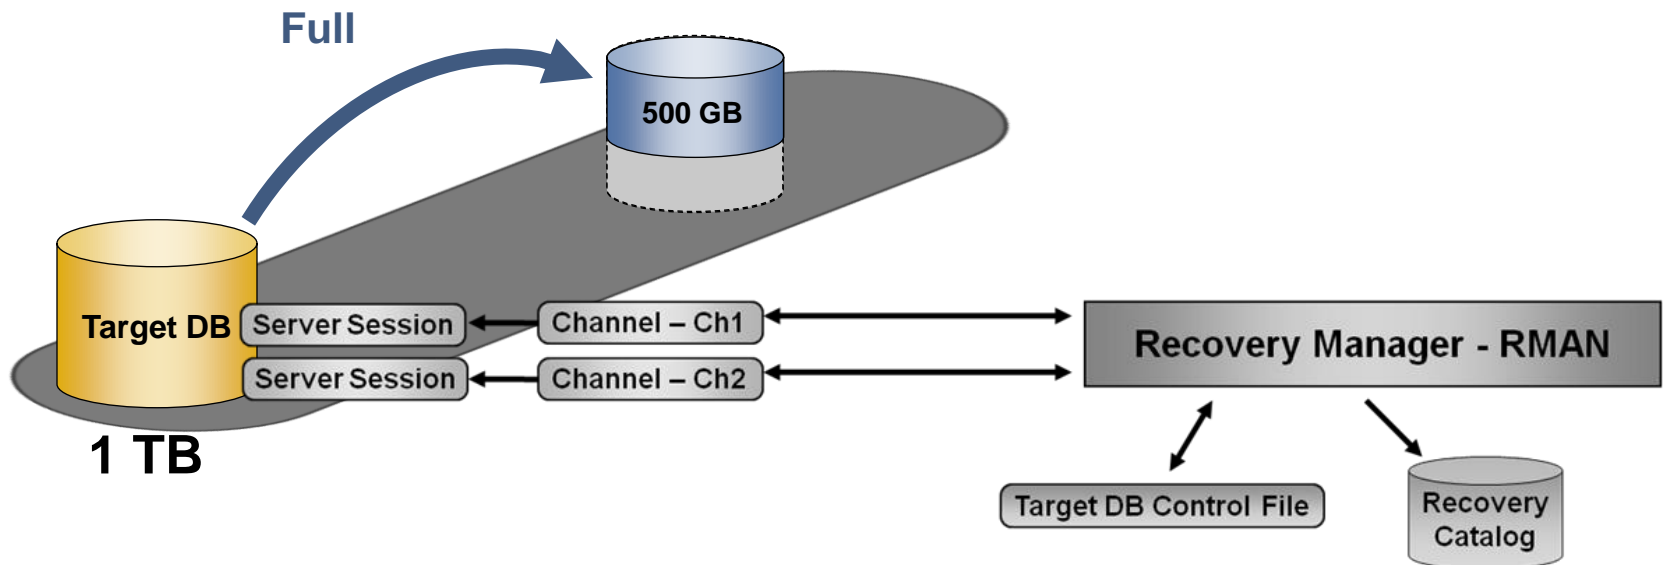 Full
500 GB
Target DB
Server Session
Channel – Ch1
Recovery Manager - RMAN
Server Session
Channel – Ch2
1 TB
Target DB Control File
Recovery
Catalog